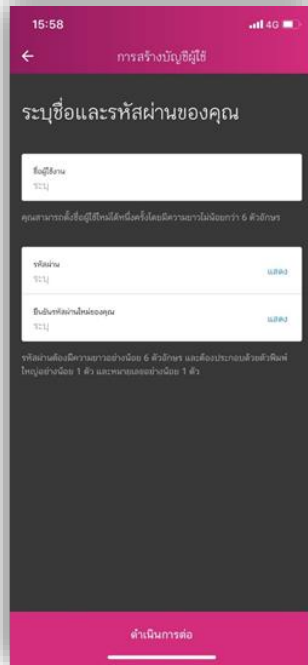 15:58
4G
การสร้างบัญชีผู้ใช้
ระบุชื่อและรหัสผ่านของคุณ
ชื่อผู้ใช้งาน
ระบุ
คุณสามารถตั้งชื่อผู้ใช้ใหม่ได้หนึ่งครั้งโดยมีความยาวไม่น้อยกว่า 6 ตัวอักษร
รหัสผ่าน
ระบุ
แสดง
ยืนยันรหัสผ่านใหม่ของคุณ
ระบุ
แสดง
รหัสผ่านต้องมีความยาวอย่างน้อย 6 ตัวอักษร และต้องประกอบด้วยตัวพิมพ์
ใหญ่อย่างน้อย 1 ตัว และหมายเลขอย่างน้อย 1 ตัว
ดำเนินการต่อ